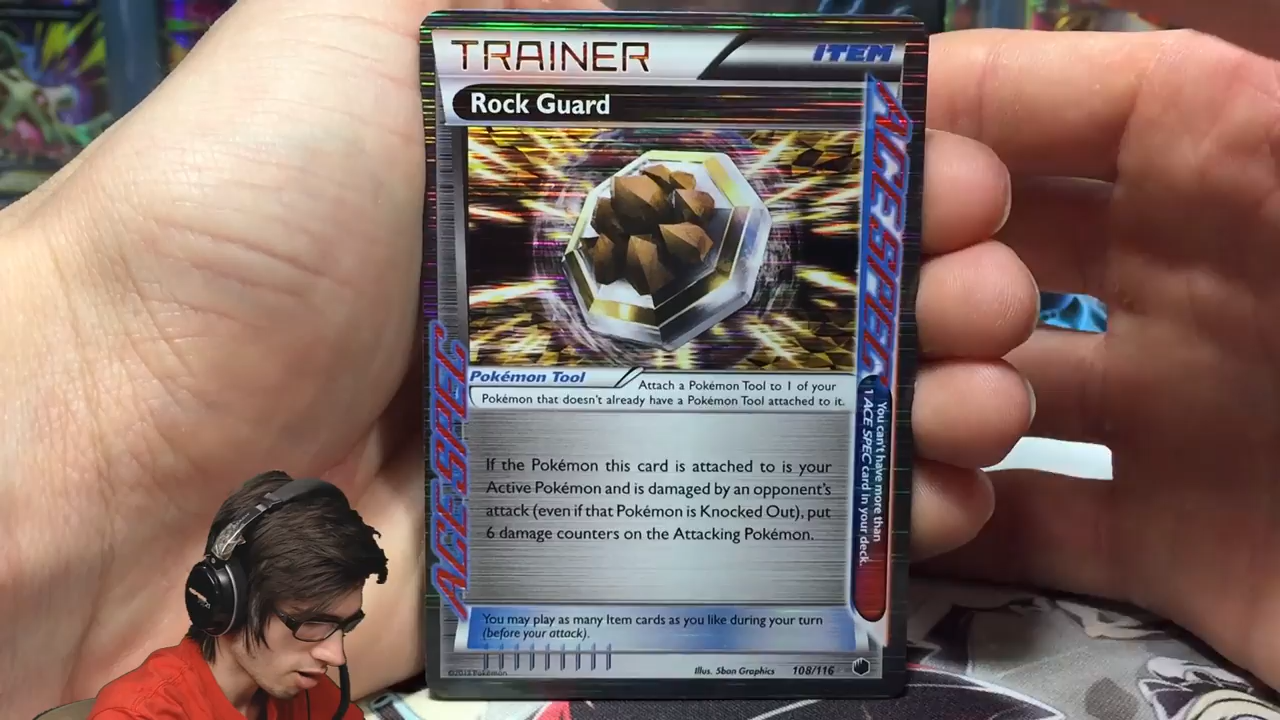 TRAINER
ITEM
Rock Guard
ACE SPEC
Pokémon Tool
Attach a Pokémon Tool to 1 of your
Pokémon that doesn't already have a Pokémon Tool attached to it.
You can't have more than
1 ACE SPEC card in your deck.
If the Pokémon this card is attached to is your
Active Pokémon and is damaged by an opponent's
attack (even if that Pokémon is Knocked Out), put
6 damage counters on the Attacking Pokémon.
ACE SPEC
You may play as many Item cards as you like during your turn
(before your attack).
Illus. 5ban Graphics
108/116